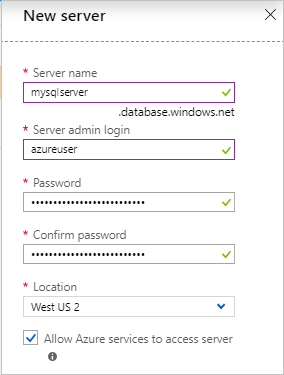 New server
* Server name
mysqlserver
.database.windows.net
* Server admin login
azureuser
* Password
••••••••••••••••••••••••••
* Confirm password
••••••••••••••••••••••••••
* Location
West US 2
Allow Azure services to access server